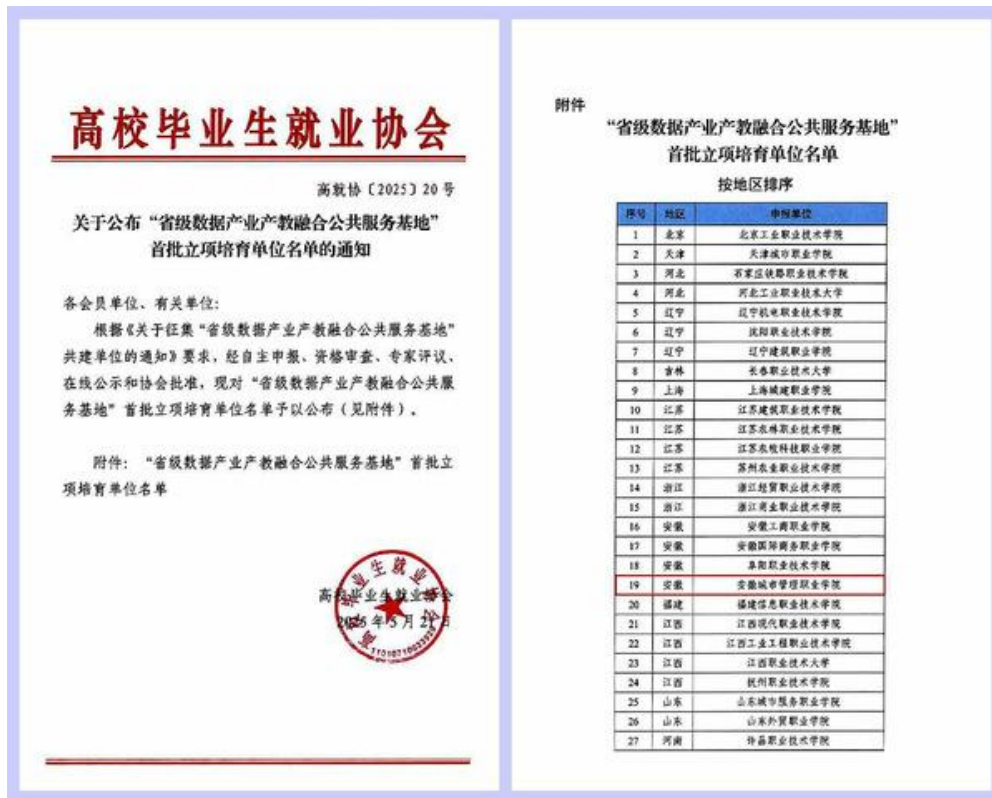 高校毕业生就业协会
高就协〔2025〕20号
关于公布“省级数据产业产教融合公共服务基地”
首批立项培育单位名单的通知
各会员单位、有关单位：
根据《关于征集“省级数据产业产教融合公共服务基地”
共建单位的通知》要求，经自主申报、资格审查、专家评议、
在线公示和协会批准，现对“省级数据产业产教融合公共服
务基地”首批立项培育单位名单予以公布（见附件）。
附件：“省级数据产业产教融合公共服务基地”首批立
项培育单位名单
高校毕业生就业协会
2025年5月21日
高校毕业生就业协会
附件
“省级数据产业产教融合公共服务基地”
首批立项培育单位名单
按地区排序
序号 地区 申报单位
1 北京 北京工业职业技术学院
2 天津 天津城市职业学院
3 河北 石家庄铁路职业技术学院
4 河北 河北工业职业技术大学
5 辽宁 辽宁机电职业技术学院
6 辽宁 沈阳职业技术学院
7 辽宁 辽宁建筑职业学院
8 吉林 长春职业技术大学
9 上海 上海城建职业学院
10 江苏 江苏建筑职业技术学院
11 江苏 江苏农林职业技术学院
12 江苏 江苏农牧科技职业学院
13 江苏 苏州农业职业技术学院
14 浙江 浙江经贸职业技术学院
15 浙江 浙江商业职业技术学院
16 安徽 安徽工商职业学院
17 安徽 安徽国际商务职业学院
18 安徽 阜阳职业技术学院
19 安徽 安徽城市管理职业学院
20 福建 福建信息职业技术学院
21 江西 江西现代职业技术学院
22 江西 江西工业工程职业技术学院
23 江西 江西职业技术大学
24 江西 抚州职业技术学院
25 山东 山东城市服务职业学院
26 山东 山东外贸职业学院
27 河南 许昌职业技术学院